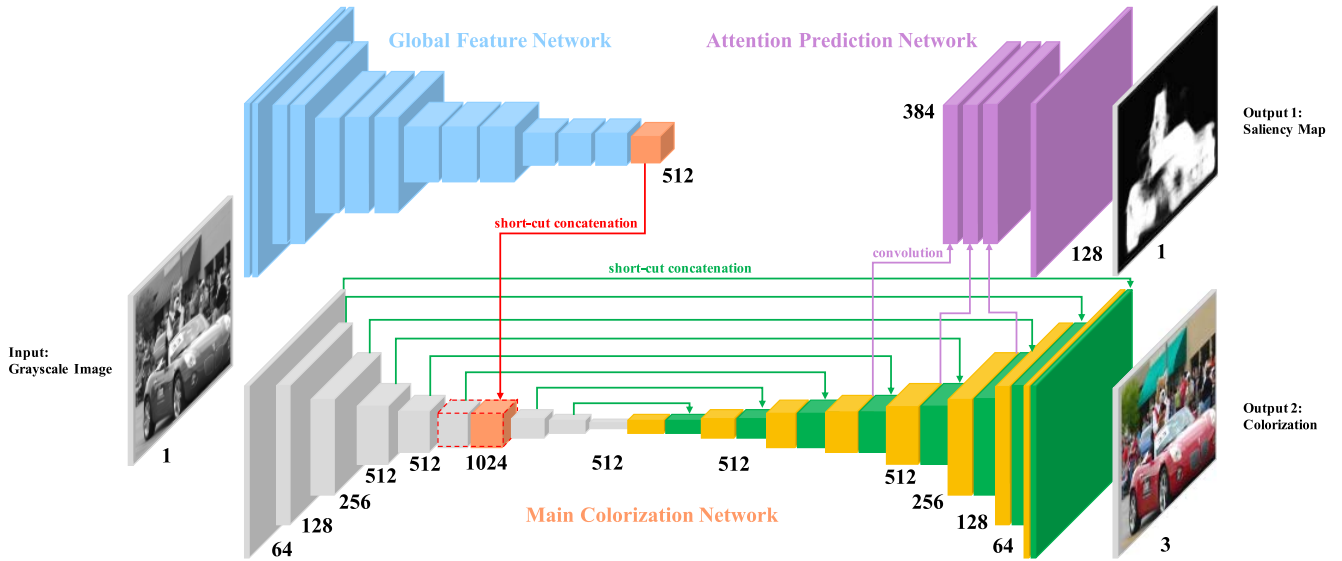 Global Feature Network
Attention Prediction Network
384
Output 1:
Saliency Map
512
short-cut concatenation
convolution
128
1
short-cut concatenation
Input:
Grayscale Image
1
Output 2:
Colorization
512
512
1024
512
512
512
256
256
128
Main Colorization Network
128
64
64
3